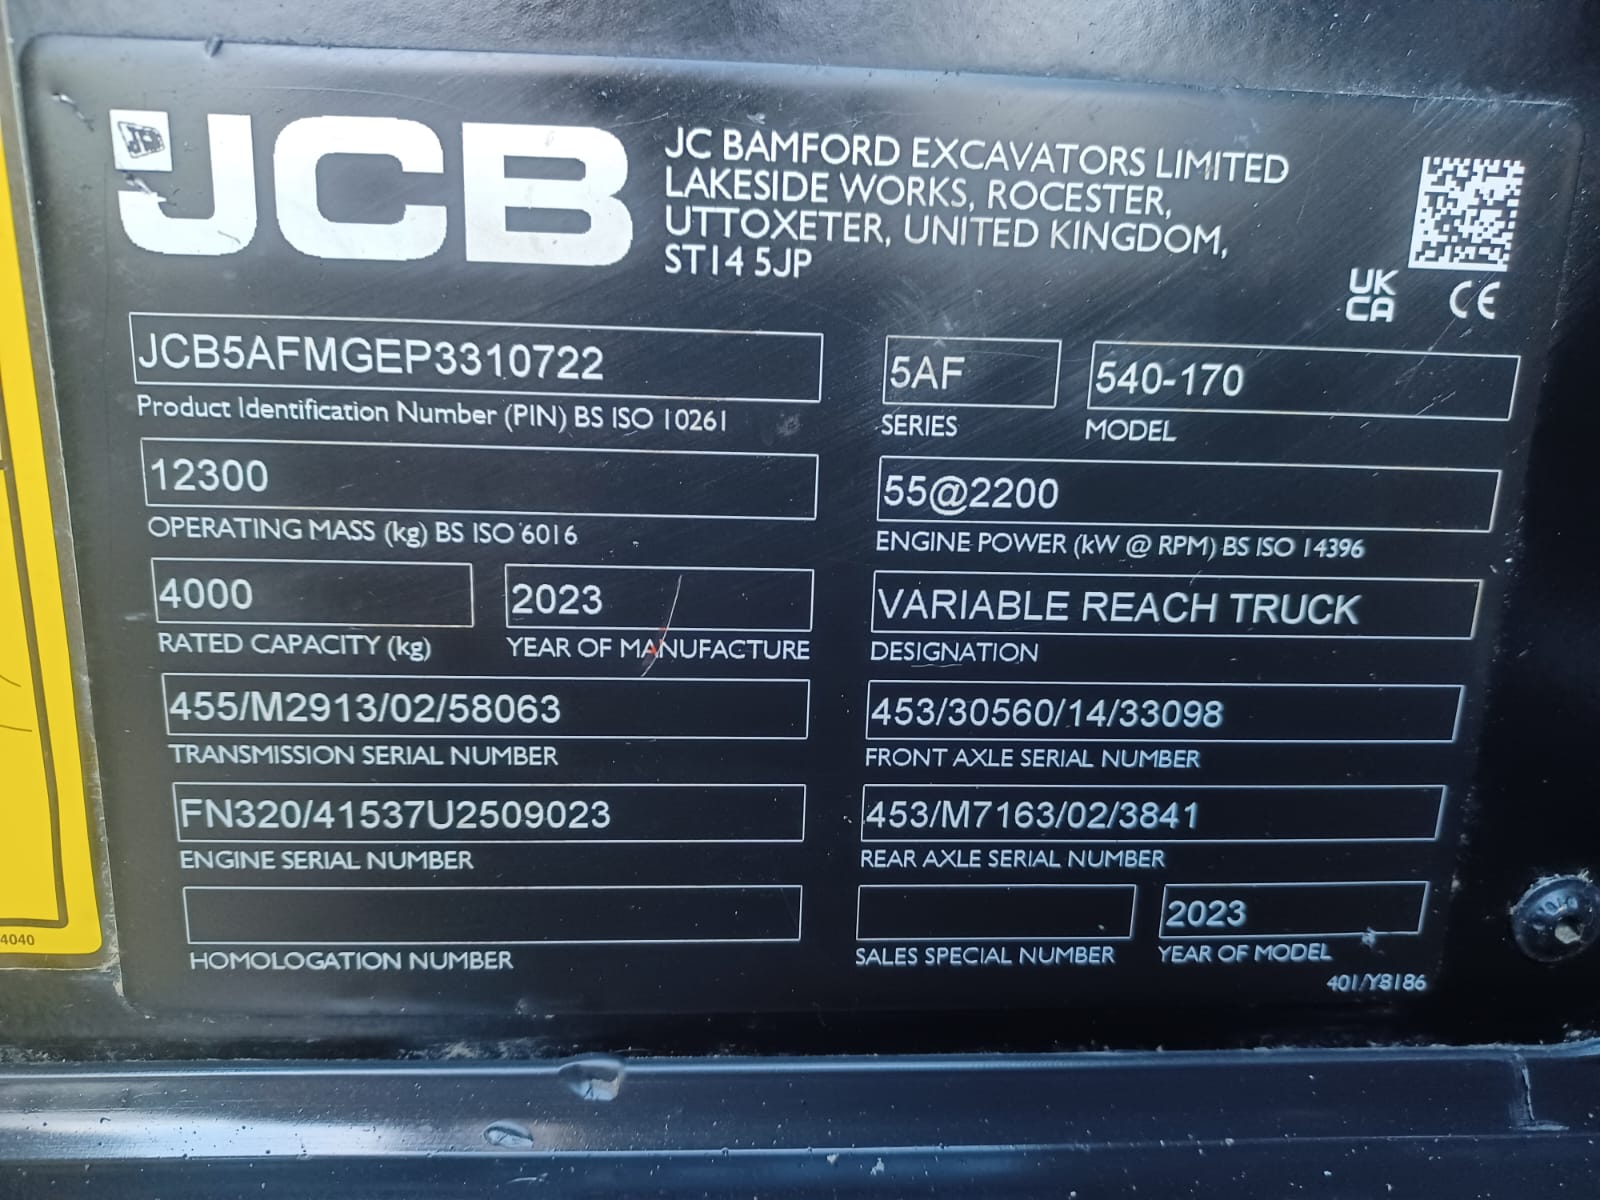 JCB
JC BAMFORD EXCAVATORS LIMITED
LAKESIDE WORKS, ROCESTER,
UTTOXETER, UNITED KINGDOM,
ST14 5JP
UK
CA
CE
JCB5AFMGEP3310722
Product Identification Number (PIN) BS ISO 10261
5AF
SERIES
540-170
MODEL
12300
OPERATING MASS (kg) BS ISO 6016
55@2200
ENGINE POWER (kW @ RPM) BS ISO 14396
4000
RATED CAPACITY (kg)
2023
YEAR OF MANUFACTURE
VARIABLE REACH TRUCK
DESIGNATION
455/M2913/02/58063
TRANSMISSION SERIAL NUMBER
453/30560/14/33098
FRONT AXLE SERIAL NUMBER
FN320/41537U2509023
ENGINE SERIAL NUMBER
453/M7163/02/3841
REAR AXLE SERIAL NUMBER
HOMOLOGATION NUMBER
SALES SPECIAL NUMBER
2023
YEAR OF MODEL
401/Y8186
4040